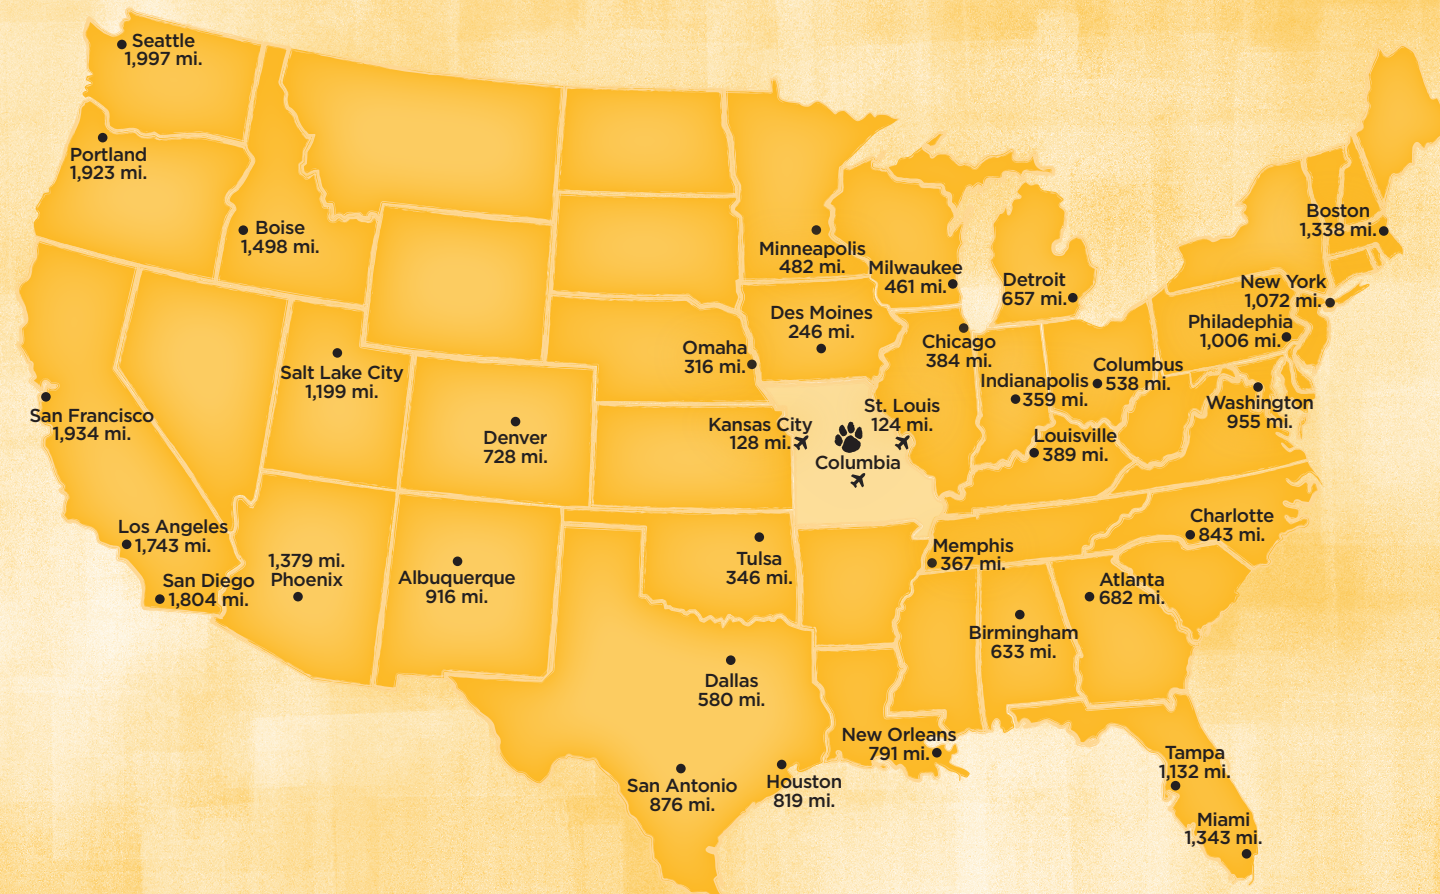 Seattle
1,997 mi.
Portland
1,923 mi.
Boise
1,498 mi.
Minneapolis
482 mi.
Milwaukee
461 mi.
Detroit
657 mi.
Boston
1,338 mi.
New York
1,072 mi.
Philadephia
1,006 mi.
Des Moines
246 mi.
Omaha
316 mi.
Chicago
384 mi.
Indianapolis
359 mi.
Columbus
538 mi.
Washington
955 mi.
Salt Lake City
1,199 mi.
San Francisco
1,934 mi.
Denver
728 mi.
Kansas City
128 mi.
St. Louis
124 mi.
Columbia
Louisville
389 mi.
Los Angeles
1,743 mi.
San Diego
1,804 mi.
1,379 mi.
Phoenix
Albuquerque
916 mi.
Tulsa
346 mi.
Memphis
367 mi.
Charlotte
843 mi.
Atlanta
682 mi.
Birmingham
633 mi.
Dallas
580 mi.
New Orleans
791 mi.
San Antonio
876 mi.
Houston
819 mi.
Tampa
1,132 mi.
Miami
1,343 mi.